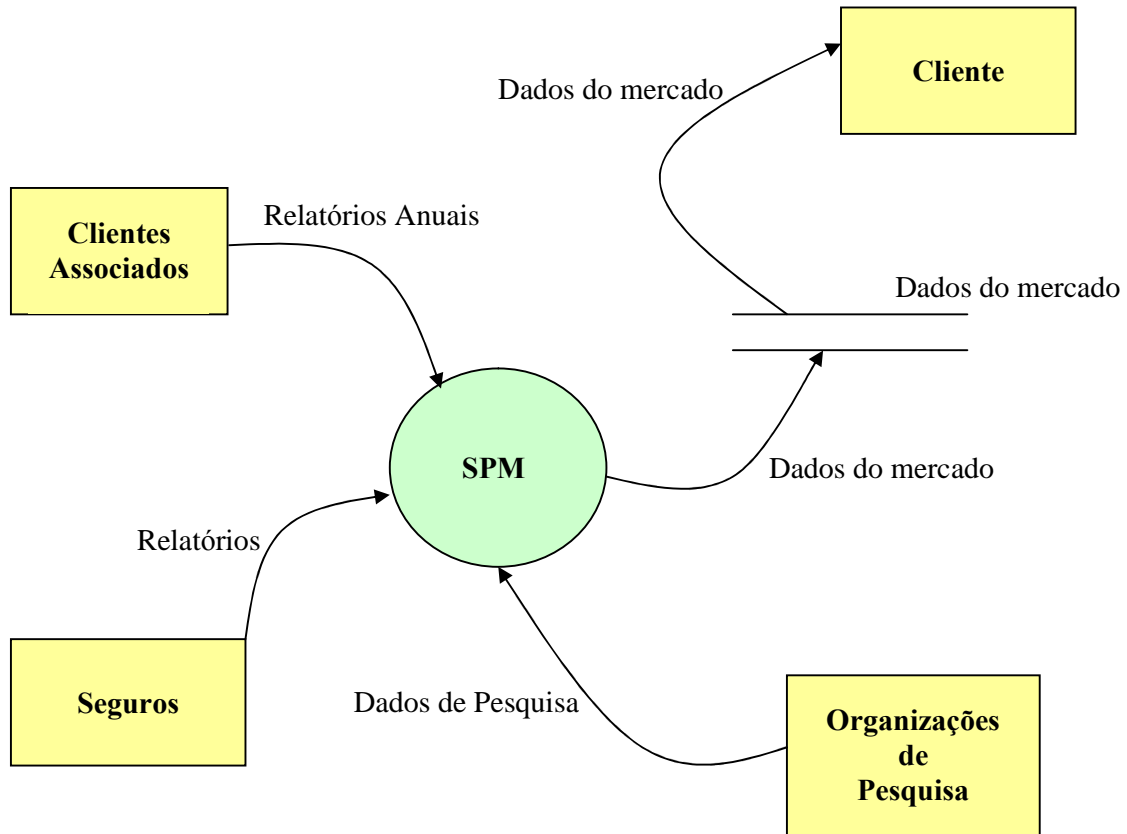 Cliente
Dados do mercado
Relatórios Anuais
Clientes
Associados
Dados do mercado
SPM
Dados do mercado
Relatórios
Seguros
Dados de Pesquisa
Organizações
de
Pesquisa